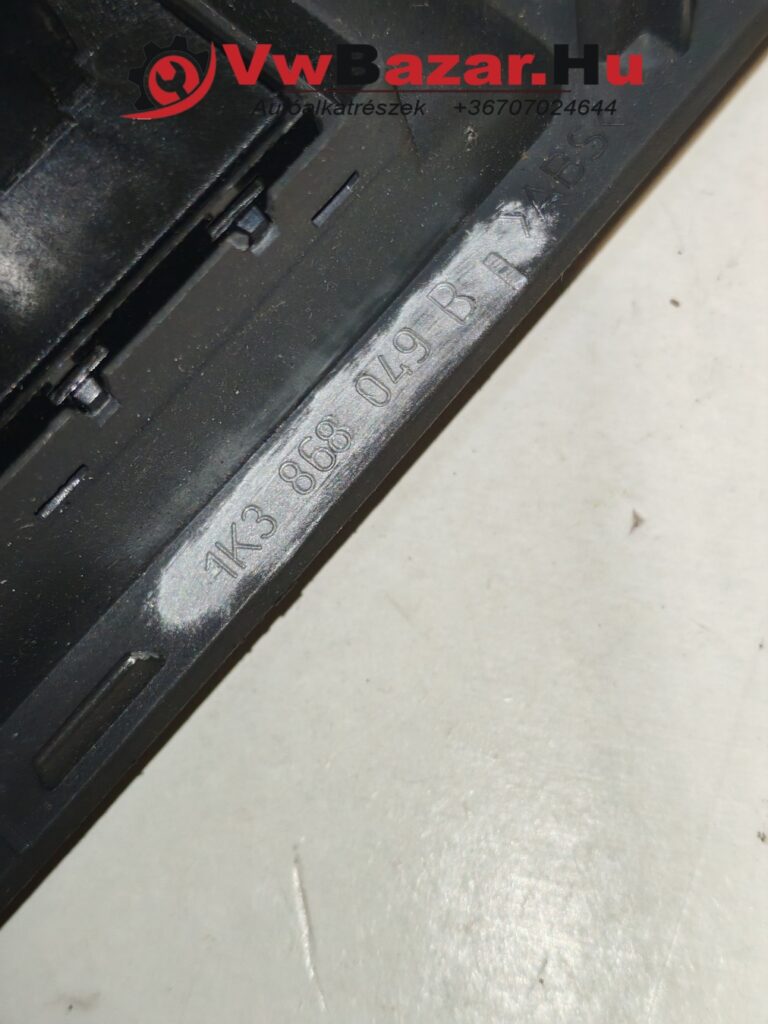 VwBazar.Hu
Autóalkatrészek +36707024644
>ABS
1K3 868 049 B